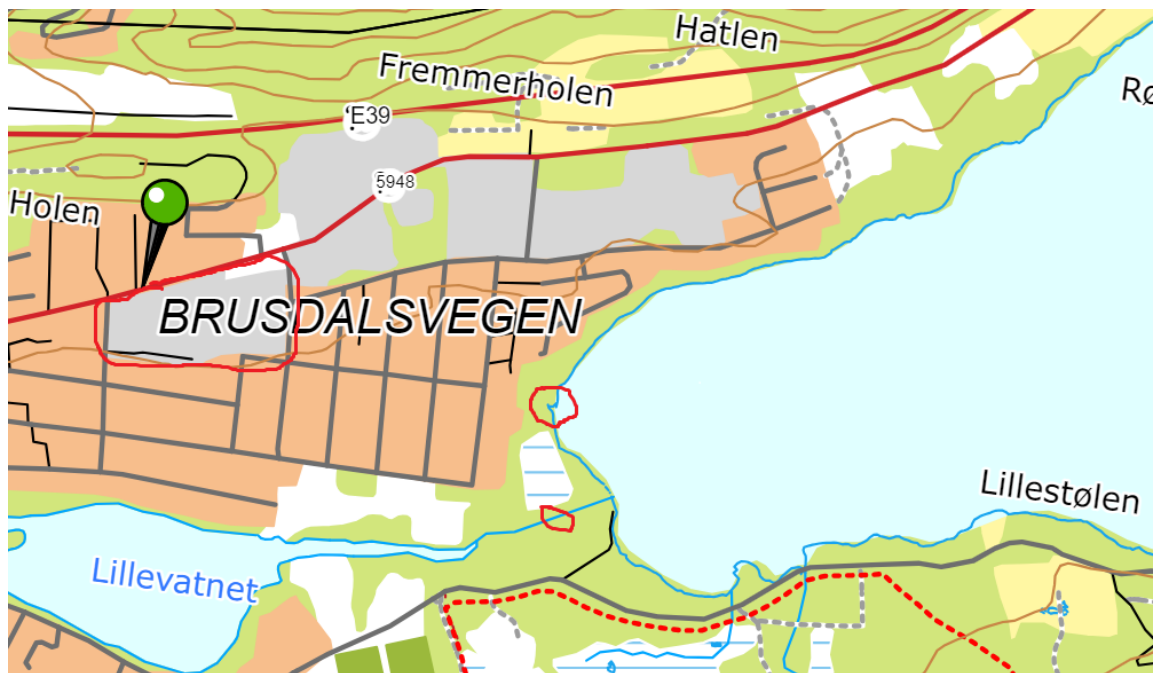 Hatlen
Fremmerholen
Rø
E39
5948
Holen
BRUSDALSVEGEN
Lillestølen
Lillevatnet